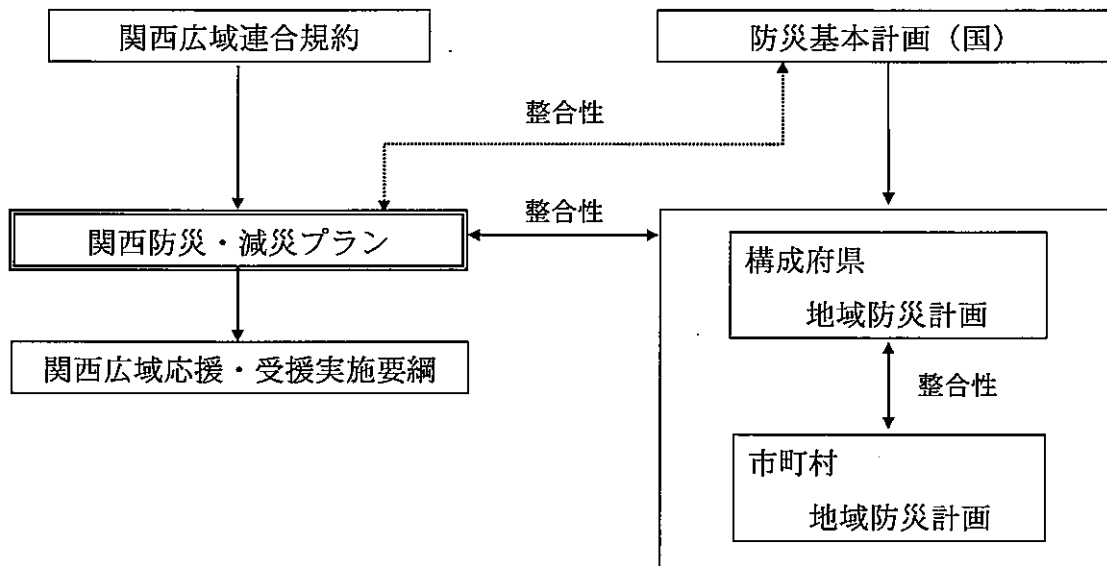 関西広域連合規約
防災基本計画（国）
整合性
関西防災・減災プラン
整合性
構成府県
地域防災計画
関西広域応援・受援実施要綱
整合性
市町村
地域防災計画